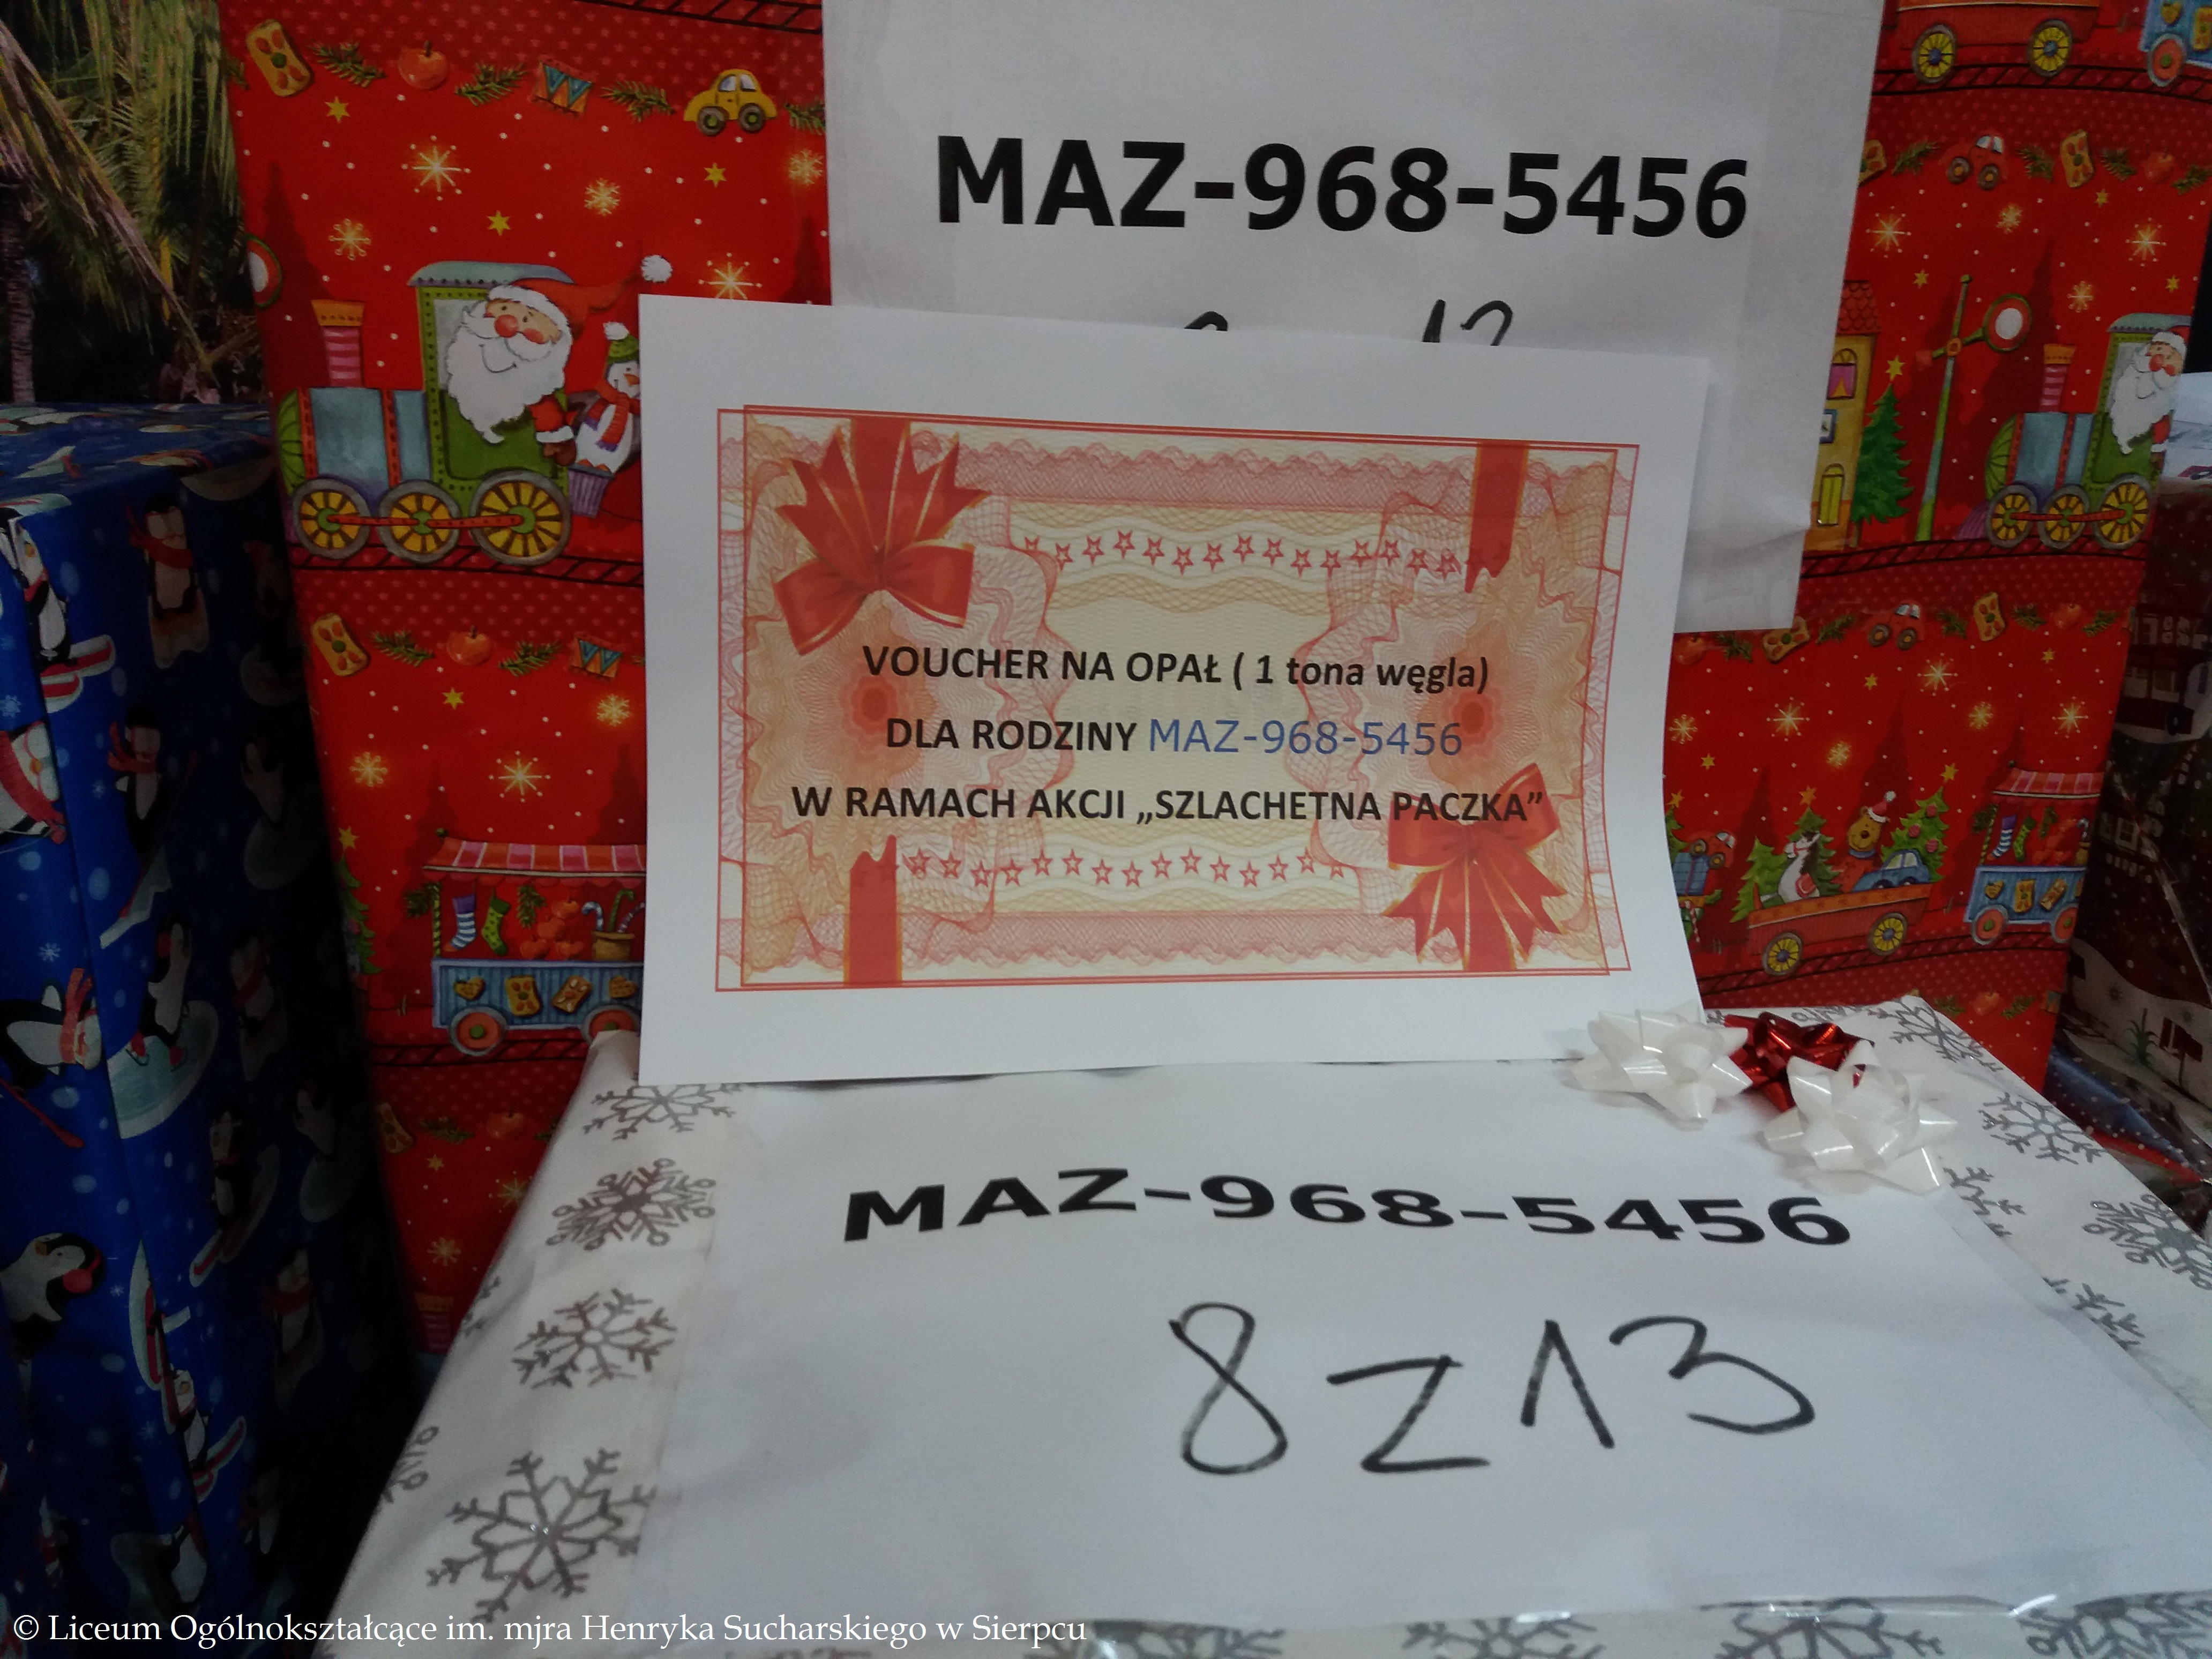 MAZ-968-5456
VOUCHER NA OPAŁ ( 1 tona węgla)
DLA RODZINY MAZ-968-5456
W RAMACH AKCJI „SZLACHETNA PACZKA”
MAZ-968-5456
8 z 13
© Liceum Ogólnokształcące im. mjra Henryka Sucharskiego w Sierpcu